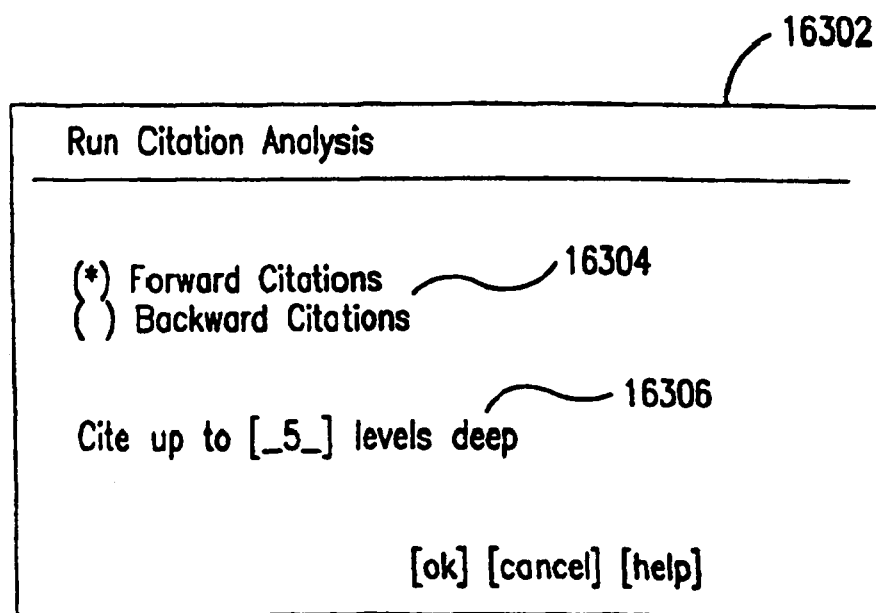 16302
Run Citation Analysis
(*) Forward Citations
16304
( ) Backward Citations
16306
Cite up to [_5_] levels deep
[ok] [cancel] [help]